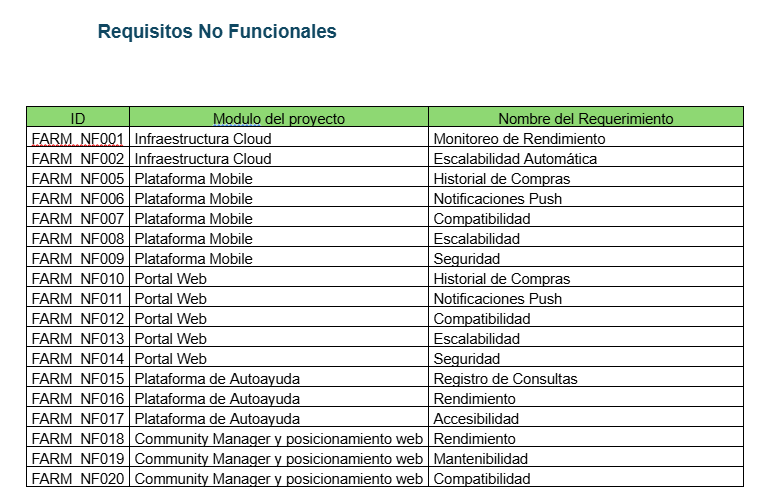 Requisitos No Funcionales
ID Modulo del proyecto Nombre del Requerimiento
FARM_NF001 Infraestructura Cloud Monitoreo de Rendimiento
FARM_NF002 Infraestructura Cloud Escalabilidad Automática
FARM_NF005 Plataforma Mobile Historial de Compras
FARM_NF006 Plataforma Mobile Notificaciones Push
FARM_NF007 Plataforma Mobile Compatibilidad
FARM_NF008 Plataforma Mobile Escalabilidad
FARM_NF009 Plataforma Mobile Seguridad
FARM_NF010 Portal Web Historial de Compras
FARM_NF011 Portal Web Notificaciones Push
FARM_NF012 Portal Web Compatibilidad
FARM_NF013 Portal Web Escalabilidad
FARM_NF014 Portal Web Seguridad
FARM_NF015 Plataforma de Autoayuda Registro de Consultas
FARM_NF016 Plataforma de Autoayuda Rendimiento
FARM_NF017 Plataforma de Autoayuda Accesibilidad
FARM_NF018 Community Manager y posicionamiento web Rendimiento
FARM_NF019 Community Manager y posicionamiento web Mantenibilidad
FARM_NF020 Community Manager y posicionamiento web Compatibilidad